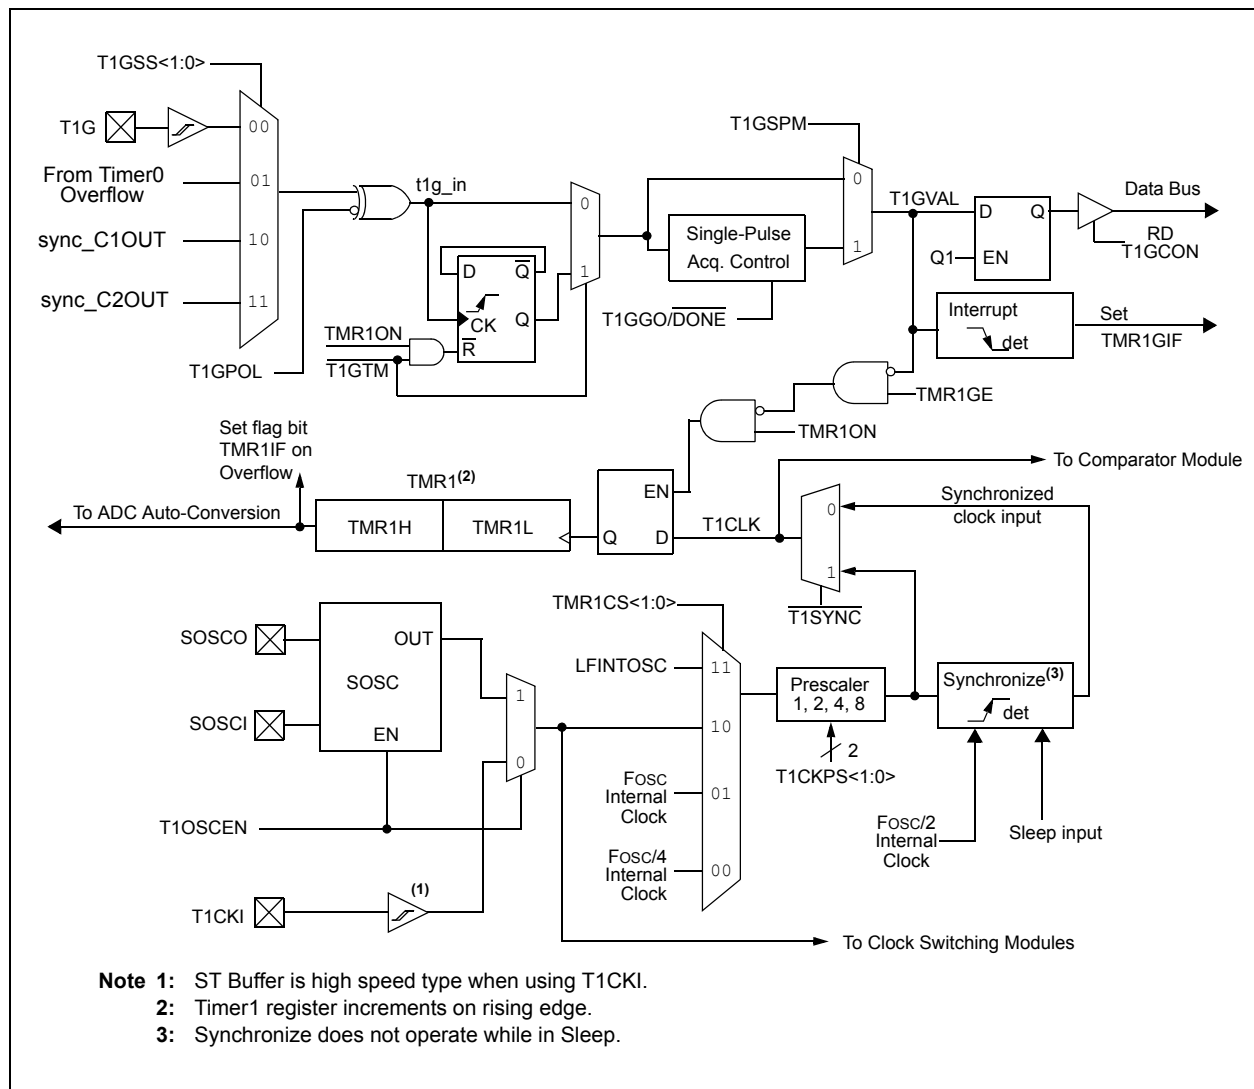 T1GSS<1:0>
T1G
00
From Timer0
Overflow
01
sync_C1OUT
10
sync_C2OUT
11
T1GPOL
t1g_in
D
Q
CK
Q
R
TMR1ON
T1GTM
0
1
T1GSPM
0
1
Single-Pulse
Acq. Control
T1GGO/DONE
T1GVAL
D
Q
Q1
EN
Data Bus
RD
T1GCON
Interrupt
det
Set
TMR1GIF
TMR1GE
TMR1ON
Set flag bit
TMR1IF on
Overflow
To ADC Auto-Conversion
TMR1(2)
TMR1H
TMR1L
EN
Q
D
T1CLK
To Comparator Module
Synchronized
clock input
0
1
T1SYNC
SOSCO
SOSCI
OUT
SOSC
EN
1
0
T1OSCEN
T1CKI
(1)
TMR1CS<1:0>
LFINTOSC
11
10
FOSC
Internal
Clock
01
FOSC/4
Internal
Clock
00
Prescaler
1, 2, 4, 8
2
T1CKPS<1:0>
Synchronize(3)
det
FOSC/2
Internal
Clock
Sleep input
To Clock Switching Modules
Note 1: ST Buffer is high speed type when using T1CKI.
2: Timer1 register increments on rising edge.
3: Synchronize does not operate while in Sleep.